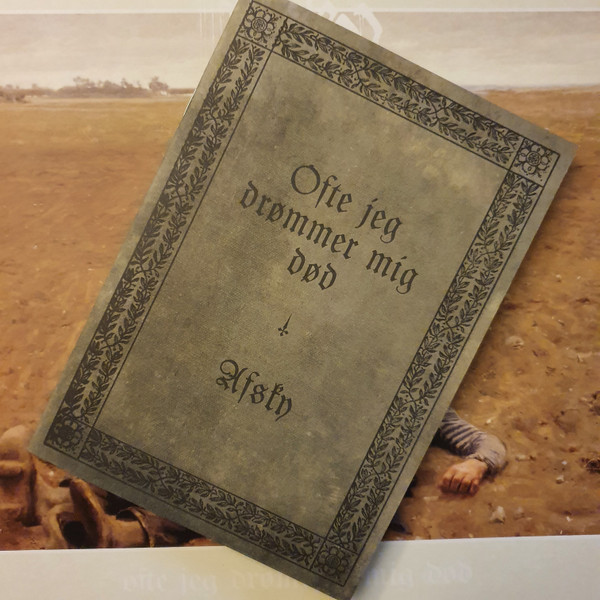 Ofte jeg
drømmer mig
død
Afsky